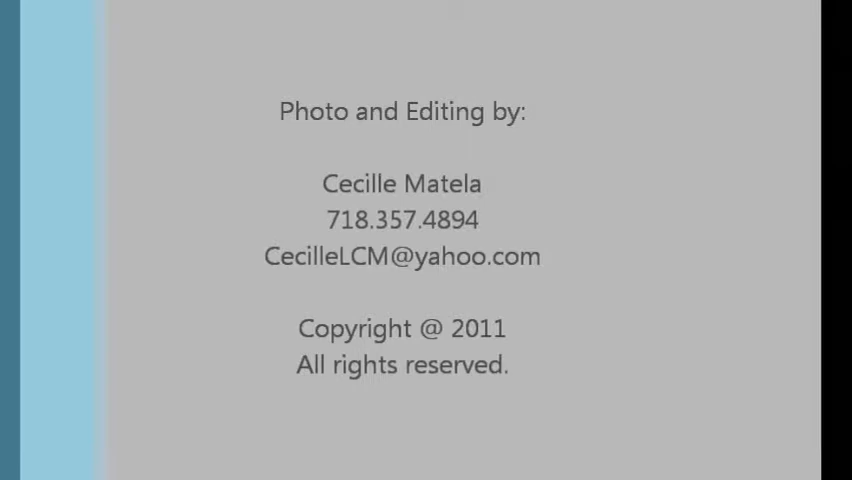 Photo and Editing by:
Cecille Matela
718.357.4894
CecilleLCM@yahoo.com
Copyright @ 2011
All rights reserved.